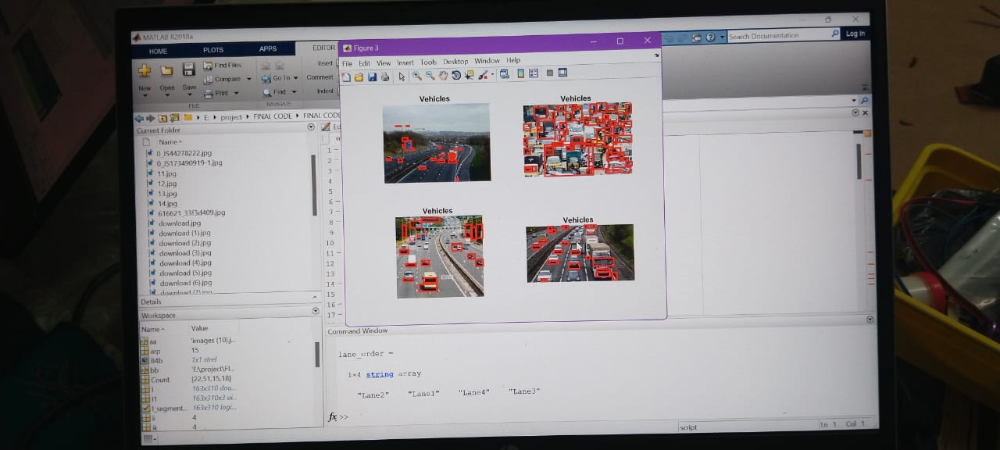 MATLAB R2018a
HOME PLOTS APPS EDITOR
Search Documentation Log In
New Open Save
Find Files
Compare
Print
Go To
Find
Insert
Comment
Indent
FILE NAVIGATE
E: project FINAL CODE FINAL CODE
Current Folder
Name
0_JS44278222.jpg
0_JS173490919-1.jpg
11.jpg
12.jpg
13.jpg
14.jpg
616621_33f3d409.jpg
download.jpg
download (1).jpg
download (2).jpg
download (3).jpg
download (4).jpg
download (5).jpg
download (6).jpg
Details
Workspace
Name Value
aa 'images (10).j...
arp 15
B4b 1x1 strel
bb 'E:\project\FI...
Count [22,51,15,18]
I 163x310 dou...
I1 163x310x3 ui...
I_segment... 163x310 logi...
ii 4
ik 4
Figure 3
File Edit View Insert Tools Desktop Window Help
Vehicles
Vehicles
Vehicles
Vehicles
1
2
3
4
5
6
7
8
9
10
11
12
13
14
15
16
17
Command Window
lane_order =
1×4 string array
"Lane2" "Lane1" "Lane4" "Lane3"
fx >>
script Ln 1 Col 1